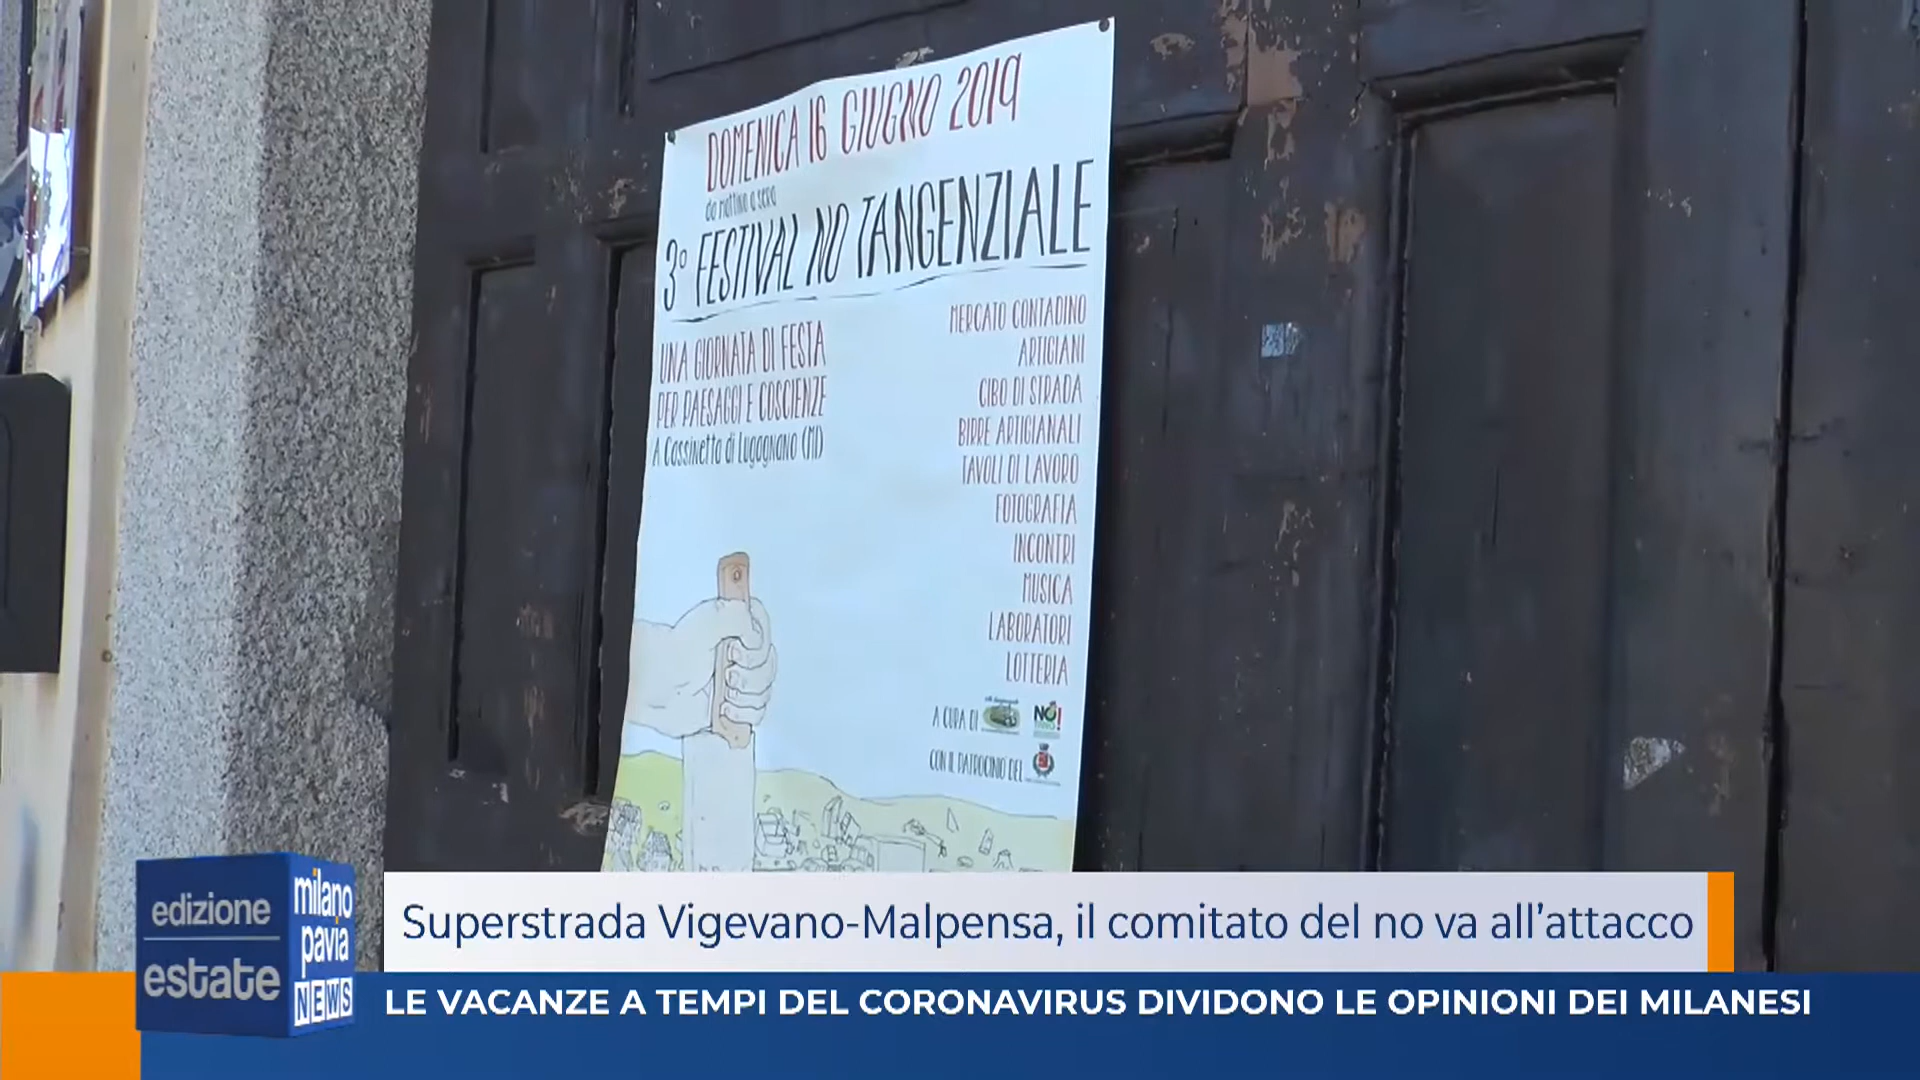 DOMENICA 16 GIUGNO 2019
da mattina a sera
3° FESTIVAL NO TANGENZIALE
UNA GIORNATA DI FESTA
PER PAESAGGI E COSCIENZE
A Cassinetta di Lugagnano (MI)
MERCATO CONTADINO
ARTIGIANI
CIBO DI STRADA
BIRRE ARTIGIANALI
TAVOLI DI LAVORO
FOTOGRAFIA
INCONTRI
MUSICA
LABORATORI
LOTTERIA
A CURA DI
NO!
CON IL PATROCINIO DEL
edizione
estate
milano
pavia
NEWS
Superstrada Vigevano-Malpensa, il comitato del no va all’attacco
LE VACANZE A TEMPI DEL CORONAVIRUS DIVIDONO LE OPINIONI DEI MILANESI